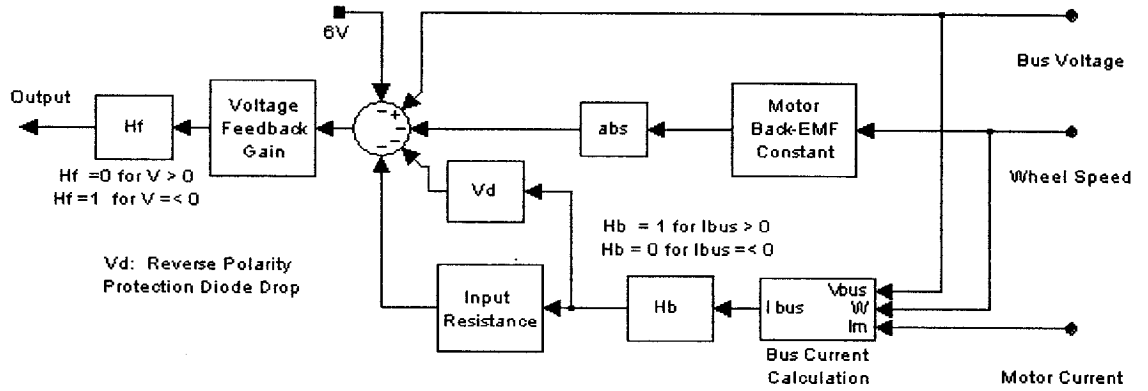 6V
Bus Voltage
Output
Hf
Voltage
Feedback
Gain
−
+
−
−
−
abs
Motor
Back-EMF
Constant
Wheel Speed
Hf =0 for V > 0
Hf=1 for V =< 0
Vd
Hb = 1 for Ibus > 0
Hb = 0 for Ibus =< 0
Vd: Reverse Polarity
Protection Diode Drop
Input
Resistance
Hb
I bus
Vbus
W
Im
Bus Current
Calculation
Motor Current